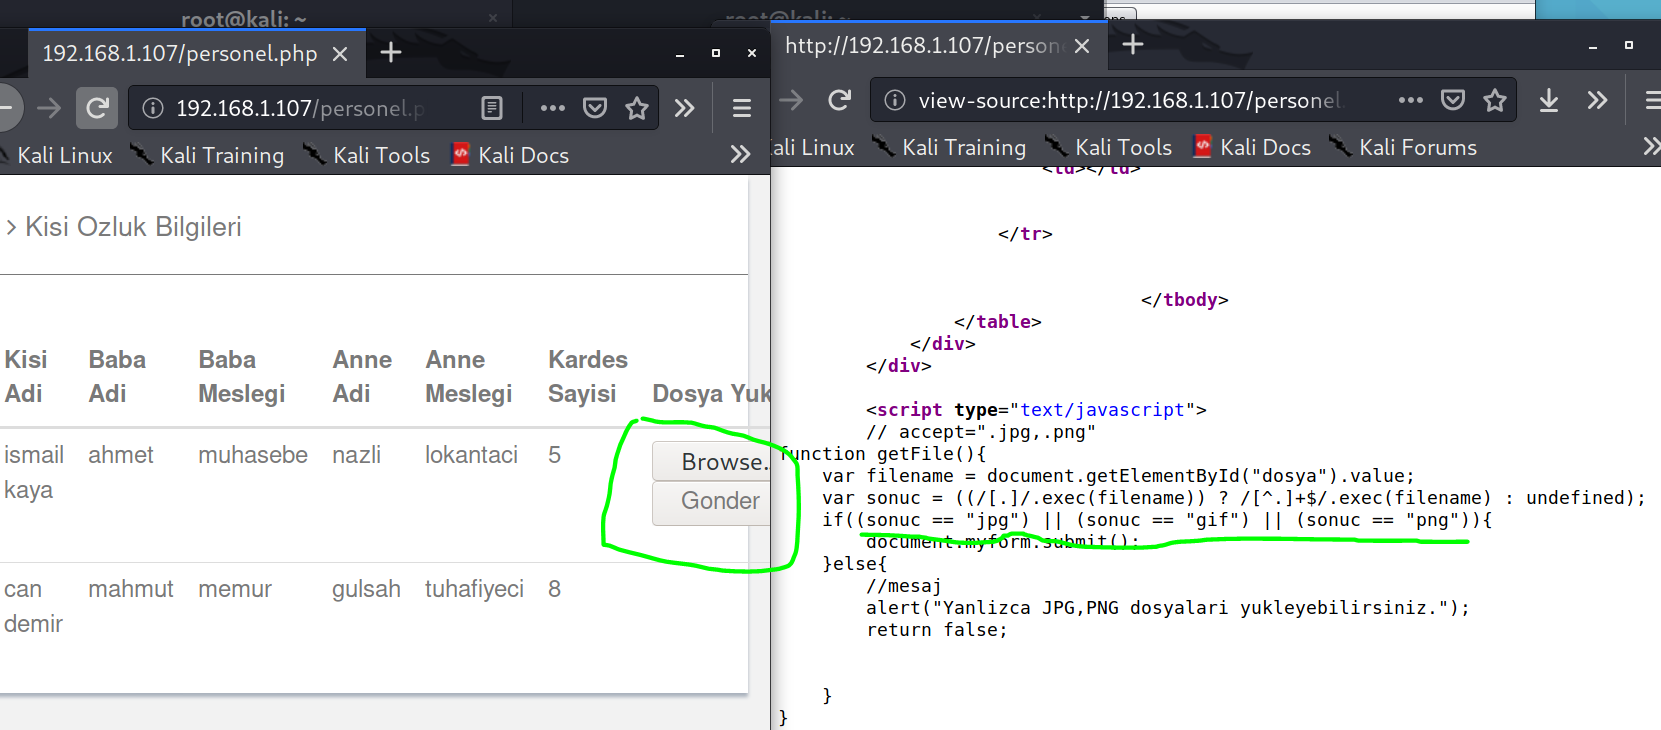 root@kali: ~
root@kali: ~
192.168.1.107/personel.php
http://192.168.1.107/person
192.168.1.107/personel.p
view-source:http://192.168.1.107/personel.
Kali Linux Kali Training Kali Tools Kali Docs
ali Linux Kali Training Kali Tools Kali Docs Kali Forums
> Kisi Ozluk Bilgileri
Kisi Adi
Baba Adi
Baba Meslegi
Anne Adi
Anne Meslegi
Kardes Sayisi
Dosya Yuk
ismail kaya
ahmet
muhasebe
nazli
lokantaci
5
Browse.
Gonder
can demir
mahmut
memur
gulsah
tuhafiyeci
8
<td></td>
</tr>
</tbody>
</table>
</div>
</div>
<script type="text/javascript">
// accept=".jpg,.png"
function getFile(){
var filename = document.getElementById("dosya").value;
var sonuc = ((/[.]/.exec(filename)) ? /[^.]+$/.exec(filename) : undefined);
if((sonuc == "jpg") || (sonuc == "gif") || (sonuc == "png")){
document.myform.submit();
}else{
//mesaj
alert("Yanlizca JPG,PNG dosyalari yukleyebilirsiniz.");
return false;
}
}